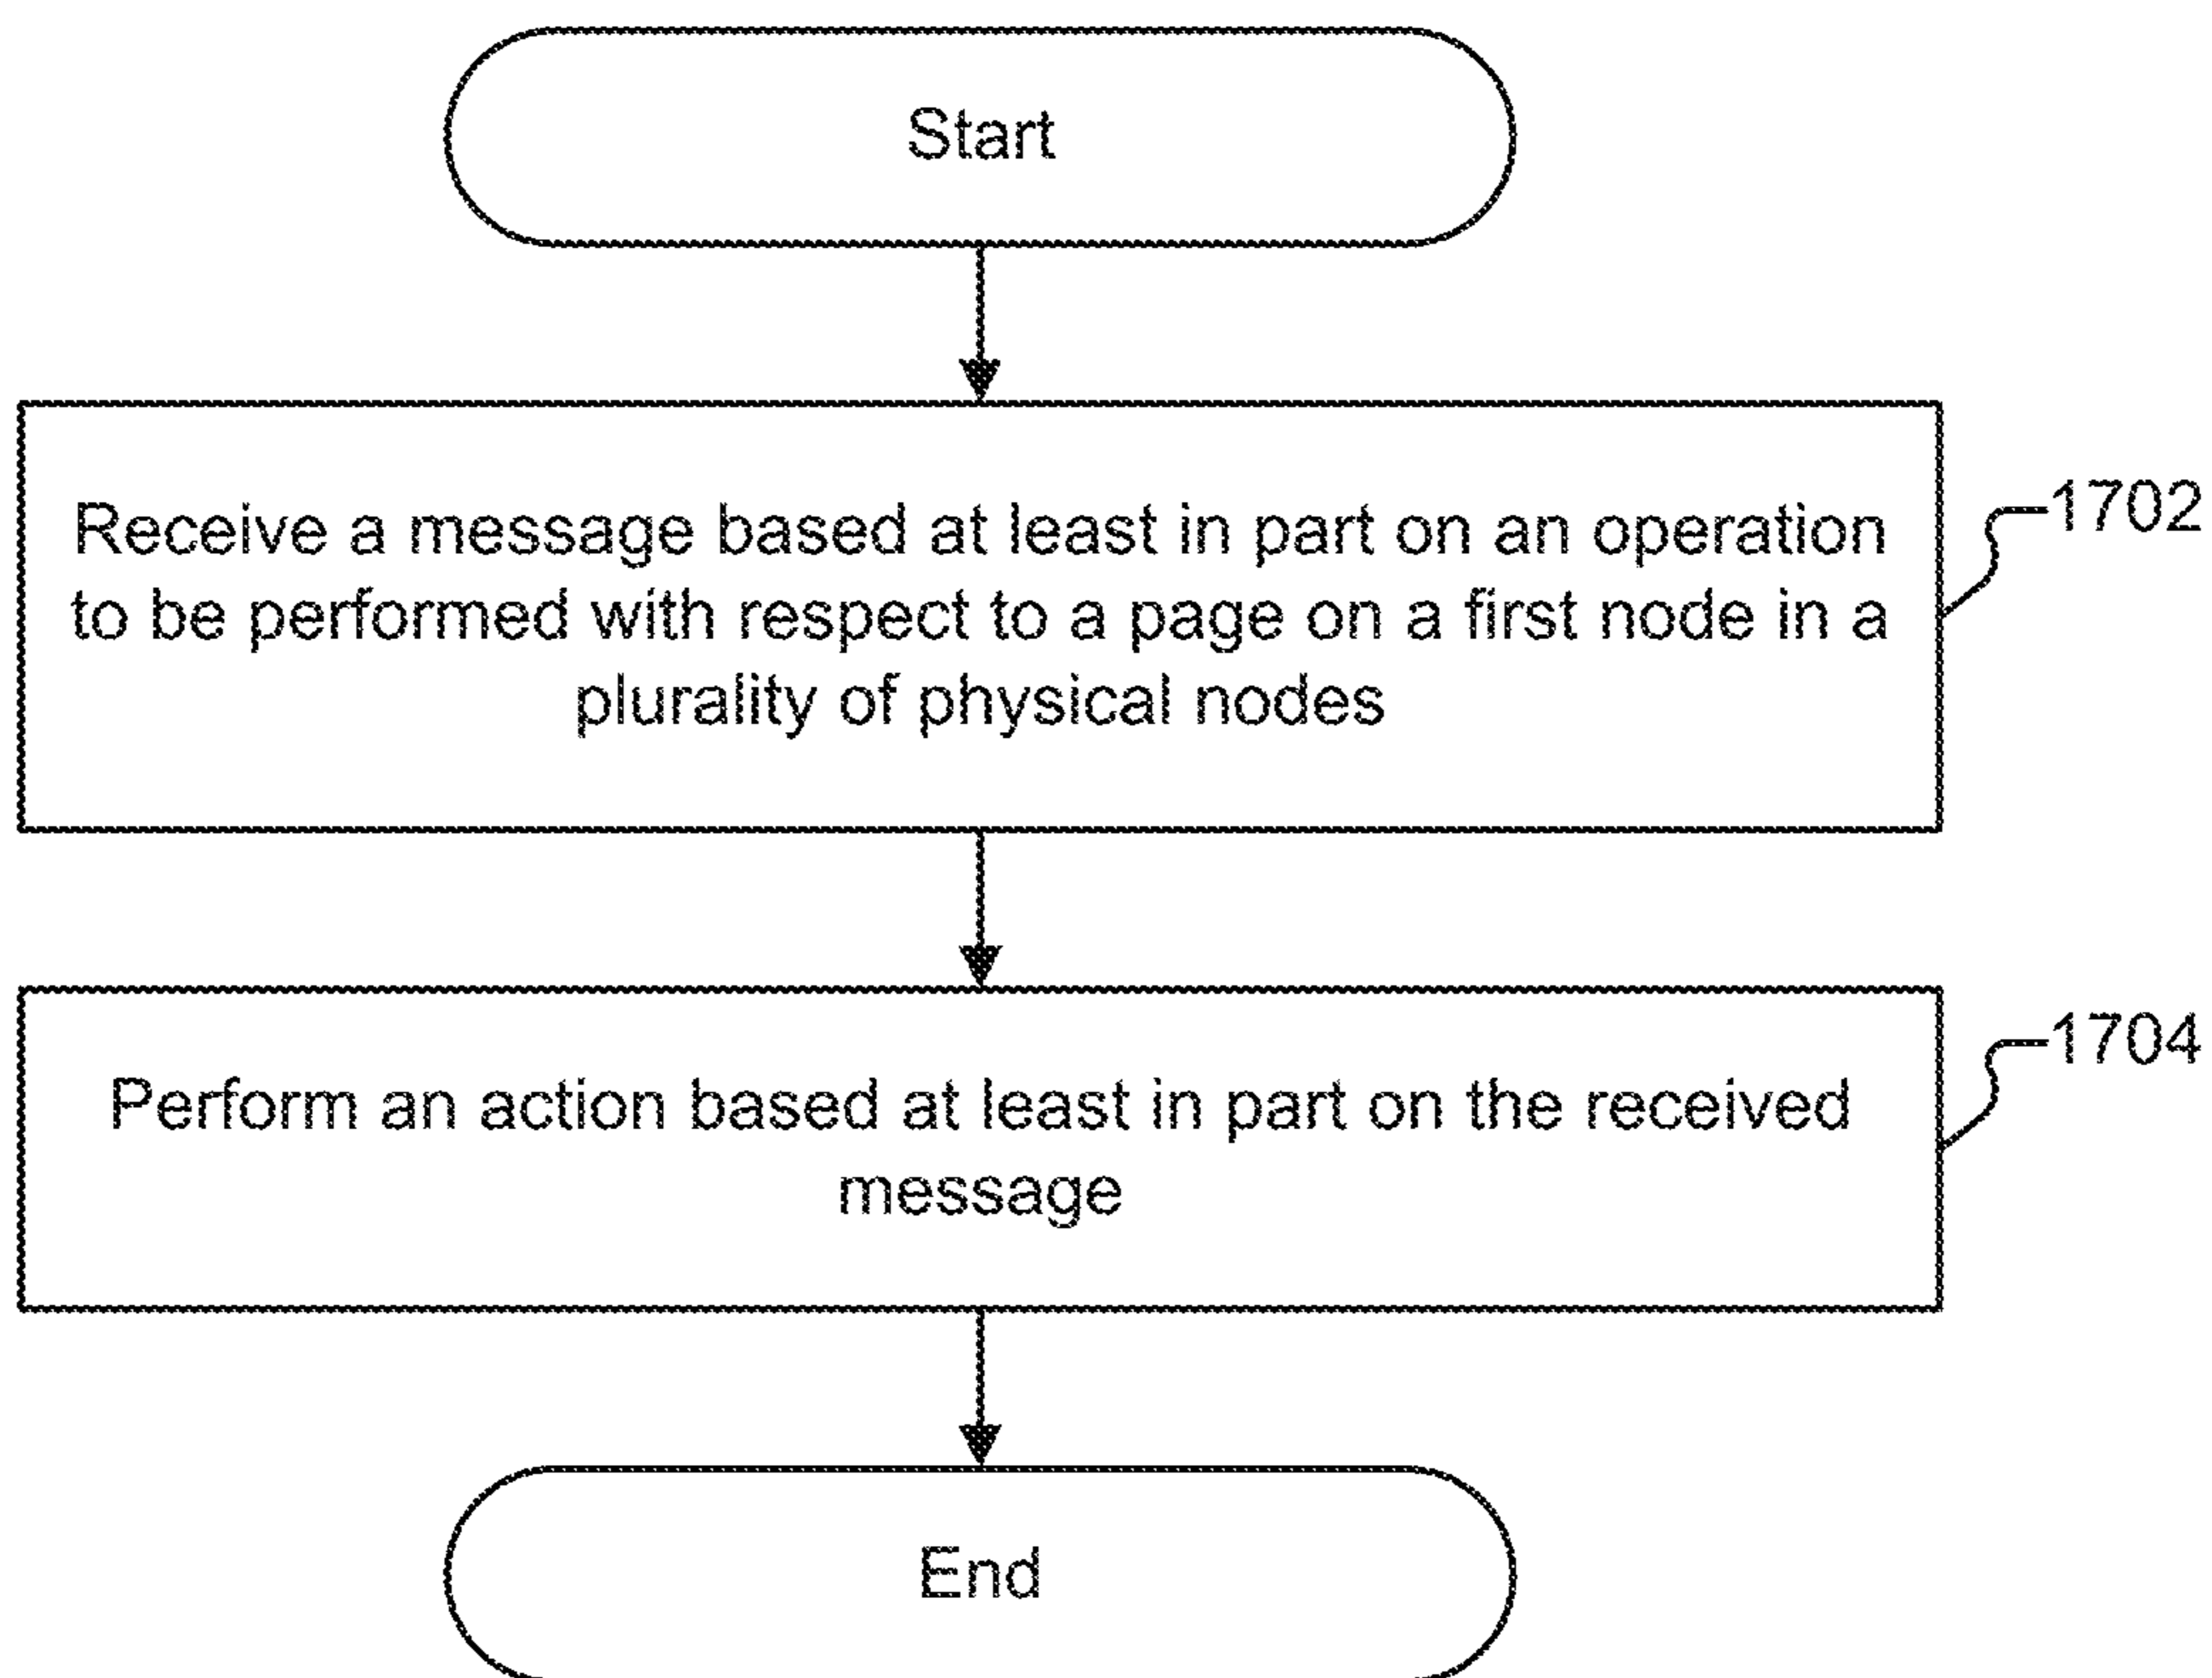 Start
Receive a message based at least in part on an operation
to be performed with respect to a page on a first node in a
plurality of physical nodes
1702
Perform an action based at least in part on the received
message
1704
End